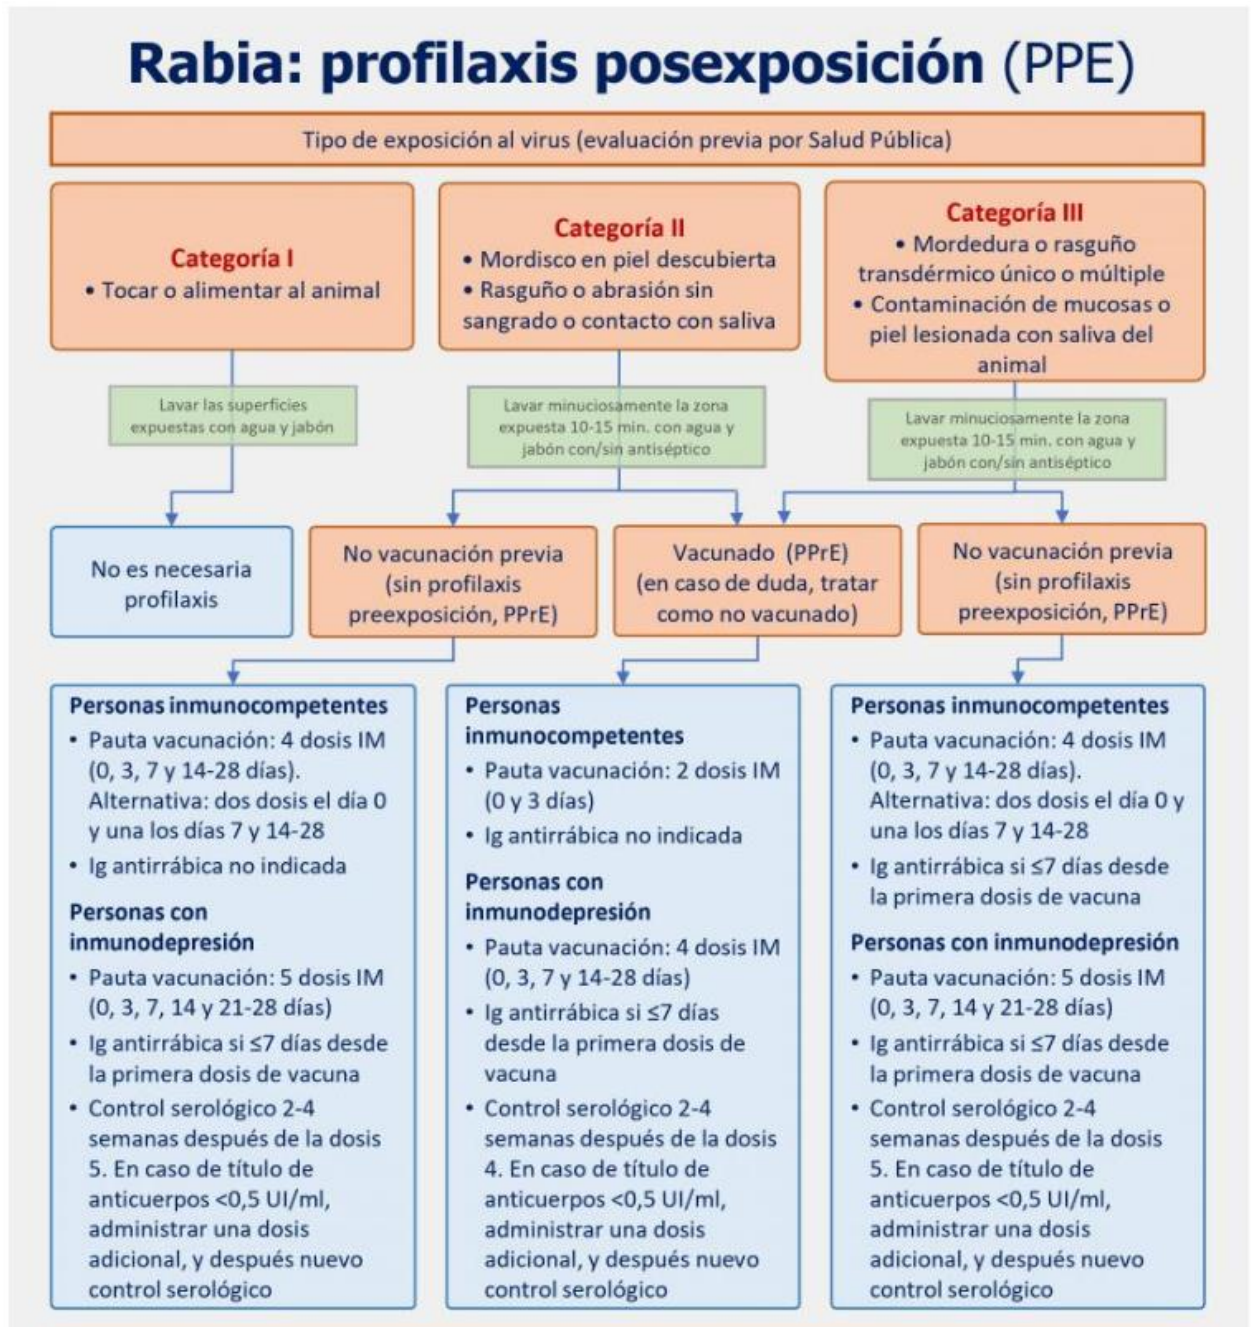 Rabia: profilaxis posexposición (PPE)
Tipo de exposición al virus (evaluación previa por Salud Pública)
Categoría I
• Tocar o alimentar al animal
Categoría II
• Mordisco en piel descubierta
• Rasguño o abrasión sin
sangrado o contacto con saliva
Categoría III
• Mordedura o rasguño
transdérmico único o múltiple
• Contaminación de mucosas o
piel lesionada con saliva del
animal
Lavar las superficies
expuestas con agua y jabón
Lavar minuciosamente la zona
expuesta 10-15 min. con agua y
jabón con/sin antiséptico
Lavar minuciosamente la zona
expuesta 10-15 min. con agua y
jabón con/sin antiséptico
No es necesaria
profilaxis
No vacunación previa
(sin profilaxis
preexposición, PPrE)
Vacunado (PPrE)
(en caso de duda, tratar
como no vacunado)
No vacunación previa
(sin profilaxis
preexposición, PPrE)
Personas inmunocompetentes
• Pauta vacunación: 4 dosis IM
(0, 3, 7 y 14-28 días).
Alternativa: dos dosis el día 0
y una los días 7 y 14-28
• Ig antirrábica no indicada
Personas con
inmunodepresión
• Pauta vacunación: 5 dosis IM
(0, 3, 7, 14 y 21-28 días)
• Ig antirrábica si ≤7 días desde
la primera dosis de vacuna
• Control serológico 2-4
semanas después de la dosis
5. En caso de título de
anticuerpos <0,5 UI/ml,
administrar una dosis
adicional, y después nuevo
control serológico
Personas
inmunocompetentes
• Pauta vacunación: 2 dosis IM
(0 y 3 días)
• Ig antirrábica no indicada
Personas con
inmunodepresión
• Pauta vacunación: 4 dosis IM
(0, 3, 7 y 14-28 días)
• Ig antirrábica si ≤7 días
desde la primera dosis de
vacuna
• Control serológico 2-4
semanas después de la dosis
4. En caso de título de
anticuerpos <0,5 UI/ml,
administrar una dosis
adicional, y después nuevo
control serológico
Personas inmunocompetentes
• Pauta vacunación: 4 dosis IM
(0, 3, 7 y 14-28 días).
Alternativa: dos dosis el día 0 y
una los días 7 y 14-28
• Ig antirrábica si ≤7 días desde
la primera dosis de vacuna
Personas con inmunodepresión
• Pauta vacunación: 5 dosis IM
(0, 3, 7, 14 y 21-28 días)
• Ig antirrábica si ≤7 días desde
la primera dosis de vacuna
• Control serológico 2-4
semanas después de la dosis
5. En caso de título de
anticuerpos <0,5 UI/ml,
administrar una dosis
adicional, y después nuevo
control serológico